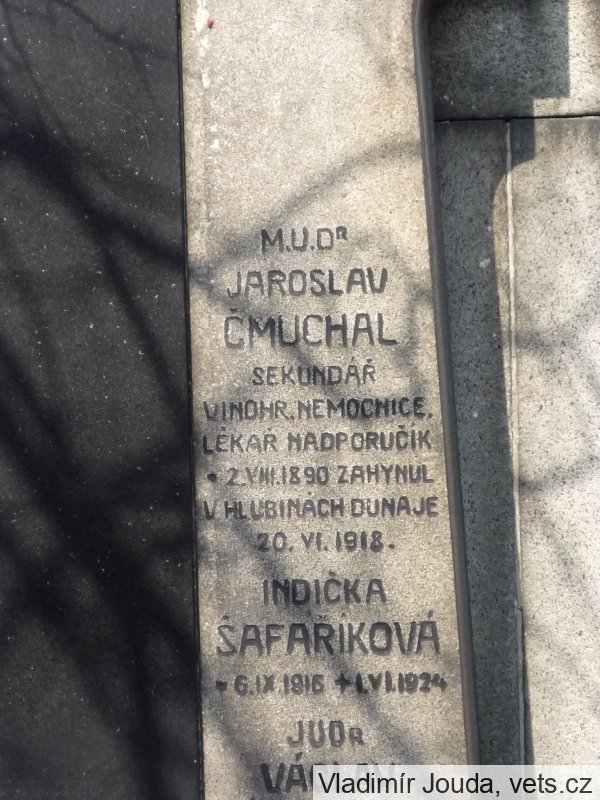 M.U.Dᴿ
JAROSLAV
ČMUCHAL
SEKUNDÁŘ
VINOHR. NEMOCNICE,
LÉKAŘ NADPORUČÍK
* 2.VIII.1890 ZAHYNUL
V HLUBINÁCH DUNAJE
20. VI. 1918.
INDIČKA
ŠAFAŘÍKOVÁ
* 6.IX.1916 + 1.VI.1924
JUDR
VÁCLAV
Vladimír Jouda, vets.cz